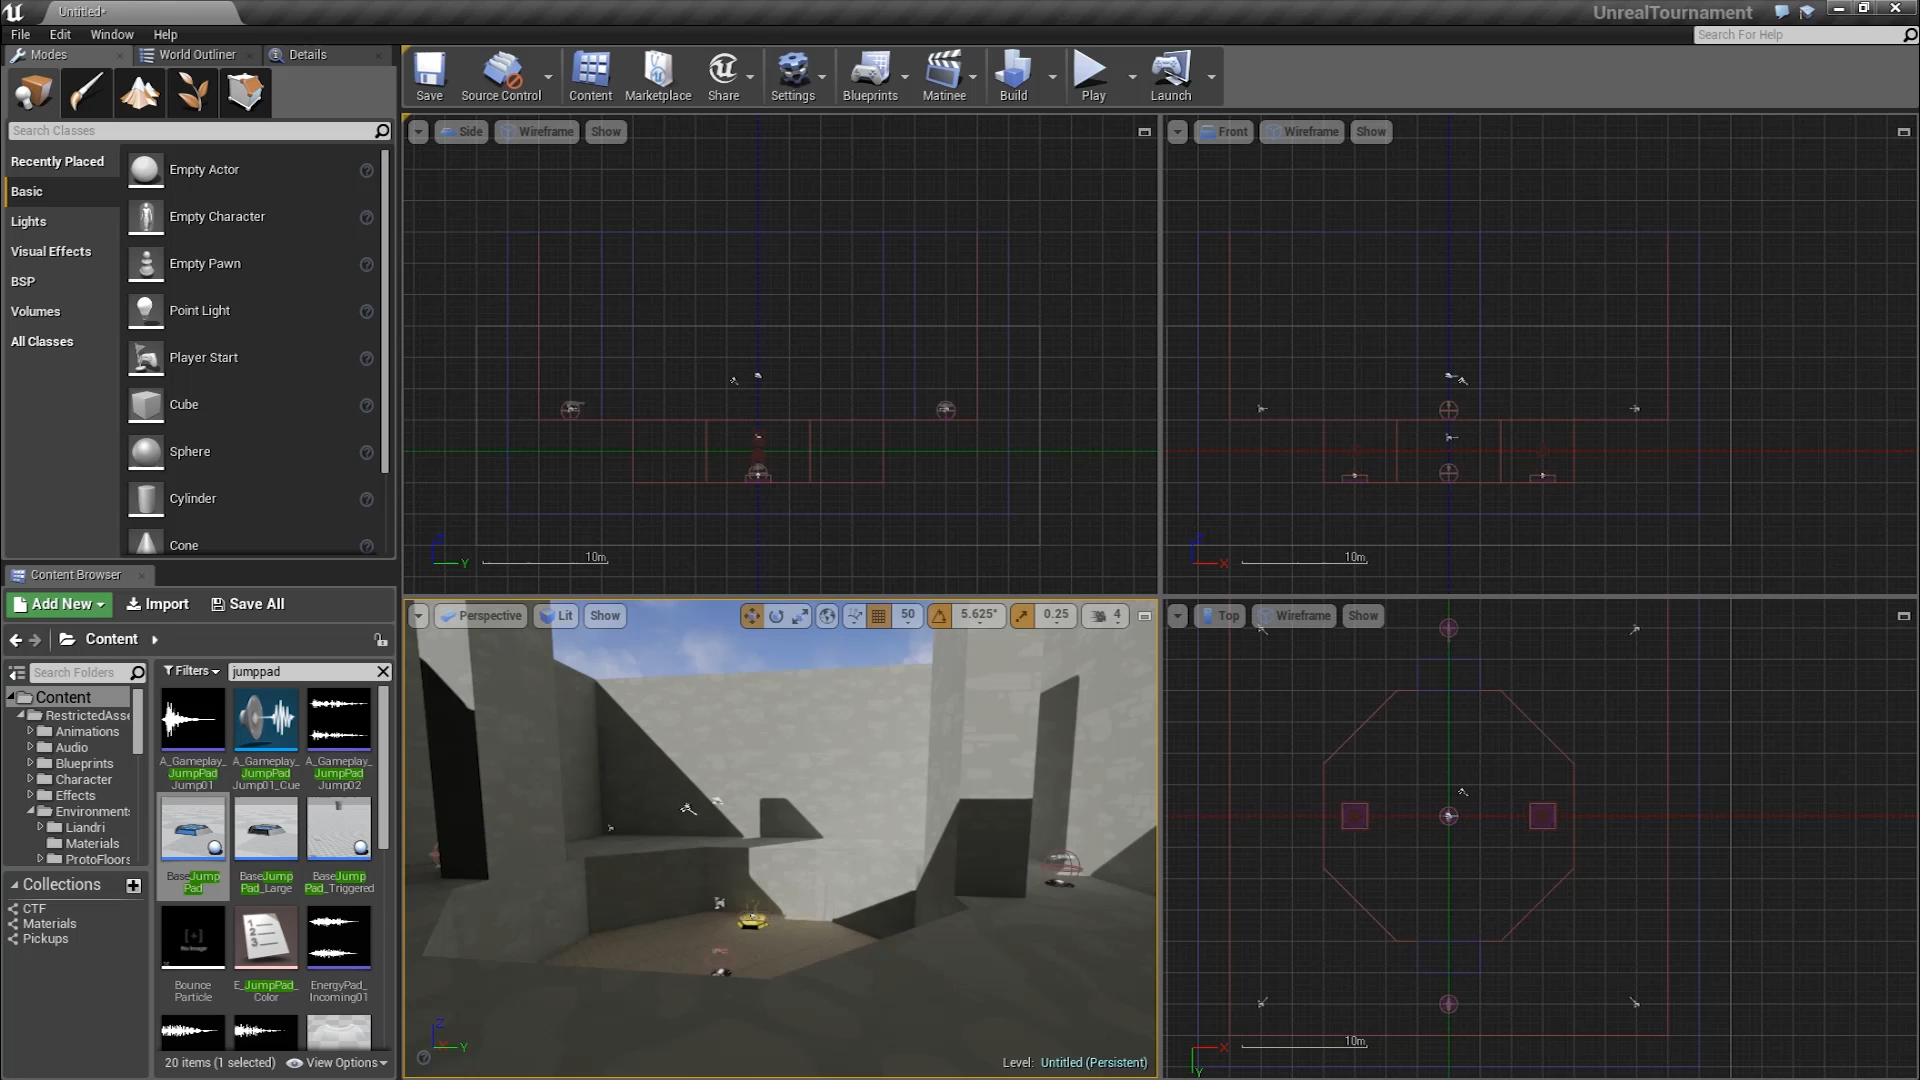 Untitled*
UnrealTournament
File Edit Window Help
Search For Help
Modes
World Outliner
Details
Save
Source Control
Content
Marketplace
Share
Settings
Blueprints
Matinee
Build
Play
Launch
Search Classes
Recently Placed
Basic
Lights
Visual Effects
BSP
Volumes
All Classes
Empty Actor
Empty Character
Empty Pawn
Point Light
Player Start
Cube
Sphere
Cylinder
Cone
Side Wireframe Show
10m
Y
Front Wireframe Show
10m
X
Content Browser
Add New Import Save All
Content
Search Folders
Filters jumppad
Content
RestrictedAsse
Animations
Audio
Blueprints
Character
Effects
Environment
Liandri
Materials
ProtoFloors
Collections
CTF
Materials
Pickups
A_Gameplay_
JumpPad
Jump01
A_Gameplay_
JumpPad
Jump01_Cue
A_Gameplay_
JumpPad
Jump02
BaseJump
Pad
BaseJump
Pad_Large
BaseJump
Pad_Triggered
Bounce
Particle
E_JumpPad_
Color
EnergyPad_
Incoming01
20 items (1 selected) View Options
Perspective Lit Show
50 5.625° 0.25 4
Z
Y
Level: Untitled (Persistent)
Top Wireframe Show
10m
X
Y